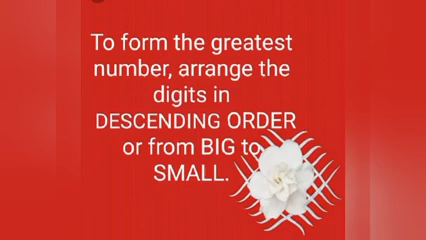 To form the greatest
number, arrange the
digits in
DESCENDING ORDER
or from BIG to
SMALL.